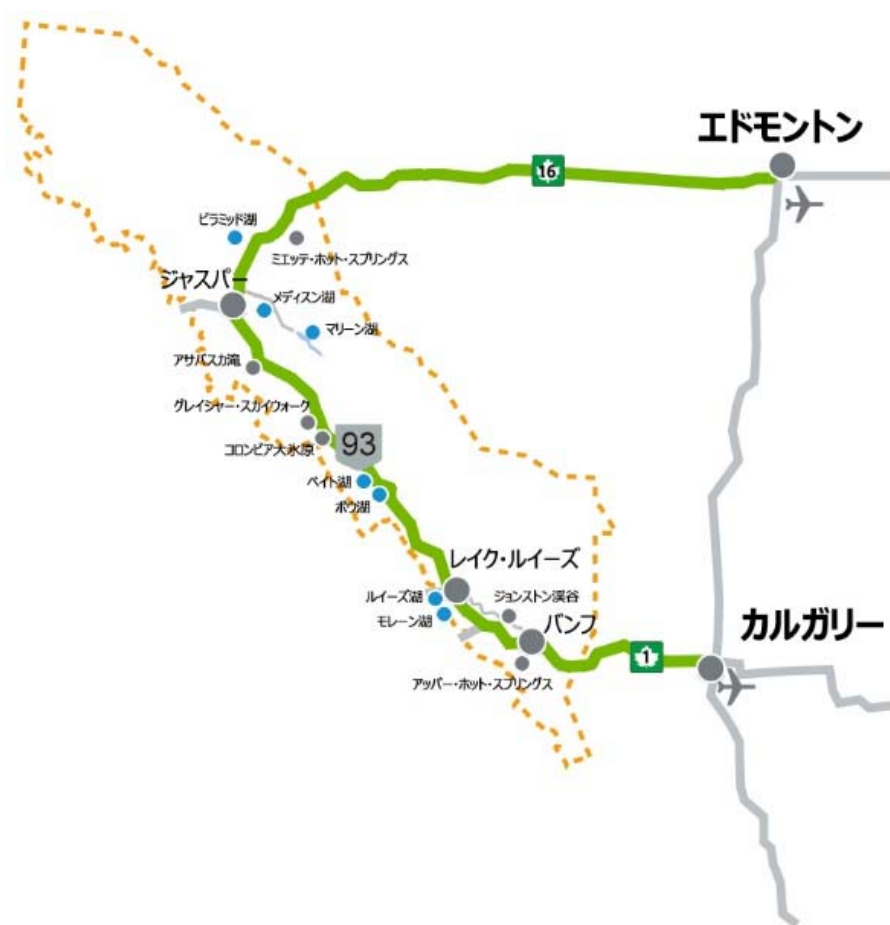 エドモントン
16
ピラミッド湖
ミエッテ・ホット・スプリングス
ジャスパー
メディスン湖
マリーン湖
アサバスカ滝
グレイシャー・スカイウォーク
コロンビア大氷原
93
ペイト湖
ボウ湖
レイク・ルイーズ
ルイーズ湖
ジョンストン渓谷
モレーン湖
バンフ
カルガリー
1
アッパー・ホット・スプリングス